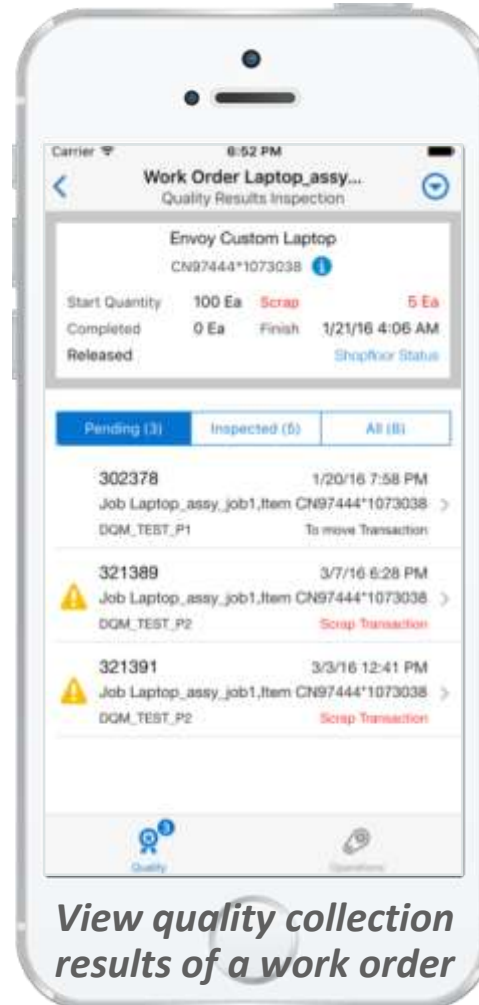 Carrier 6:52 PM
Work Order Laptop_assy...
Quality Results Inspection
Envoy Custom Laptop
CN97444*1073038
Start Quantity 100 Ea Scrap 5 Ea
Completed 0 Ea Finish 1/21/16 4:06 AM
Released Shopfloor Status
Pending (3) Inspected (5) All (8)
302378 1/20/16 7:58 PM
Job Laptop_assy_job1,Item CN97444*1073038
DQM_TEST_P1 To move Transaction
321389 3/7/16 6:28 PM
Job Laptop_assy_job1,Item CN97444*1073038
DQM_TEST_P2 Scrap Transaction
321391 3/3/16 12:41 PM
Job Laptop_assy_job1,Item CN97444*1073038
DQM_TEST_P2 Scrap Transaction
3
Quality Operations
View quality collection
results of a work order